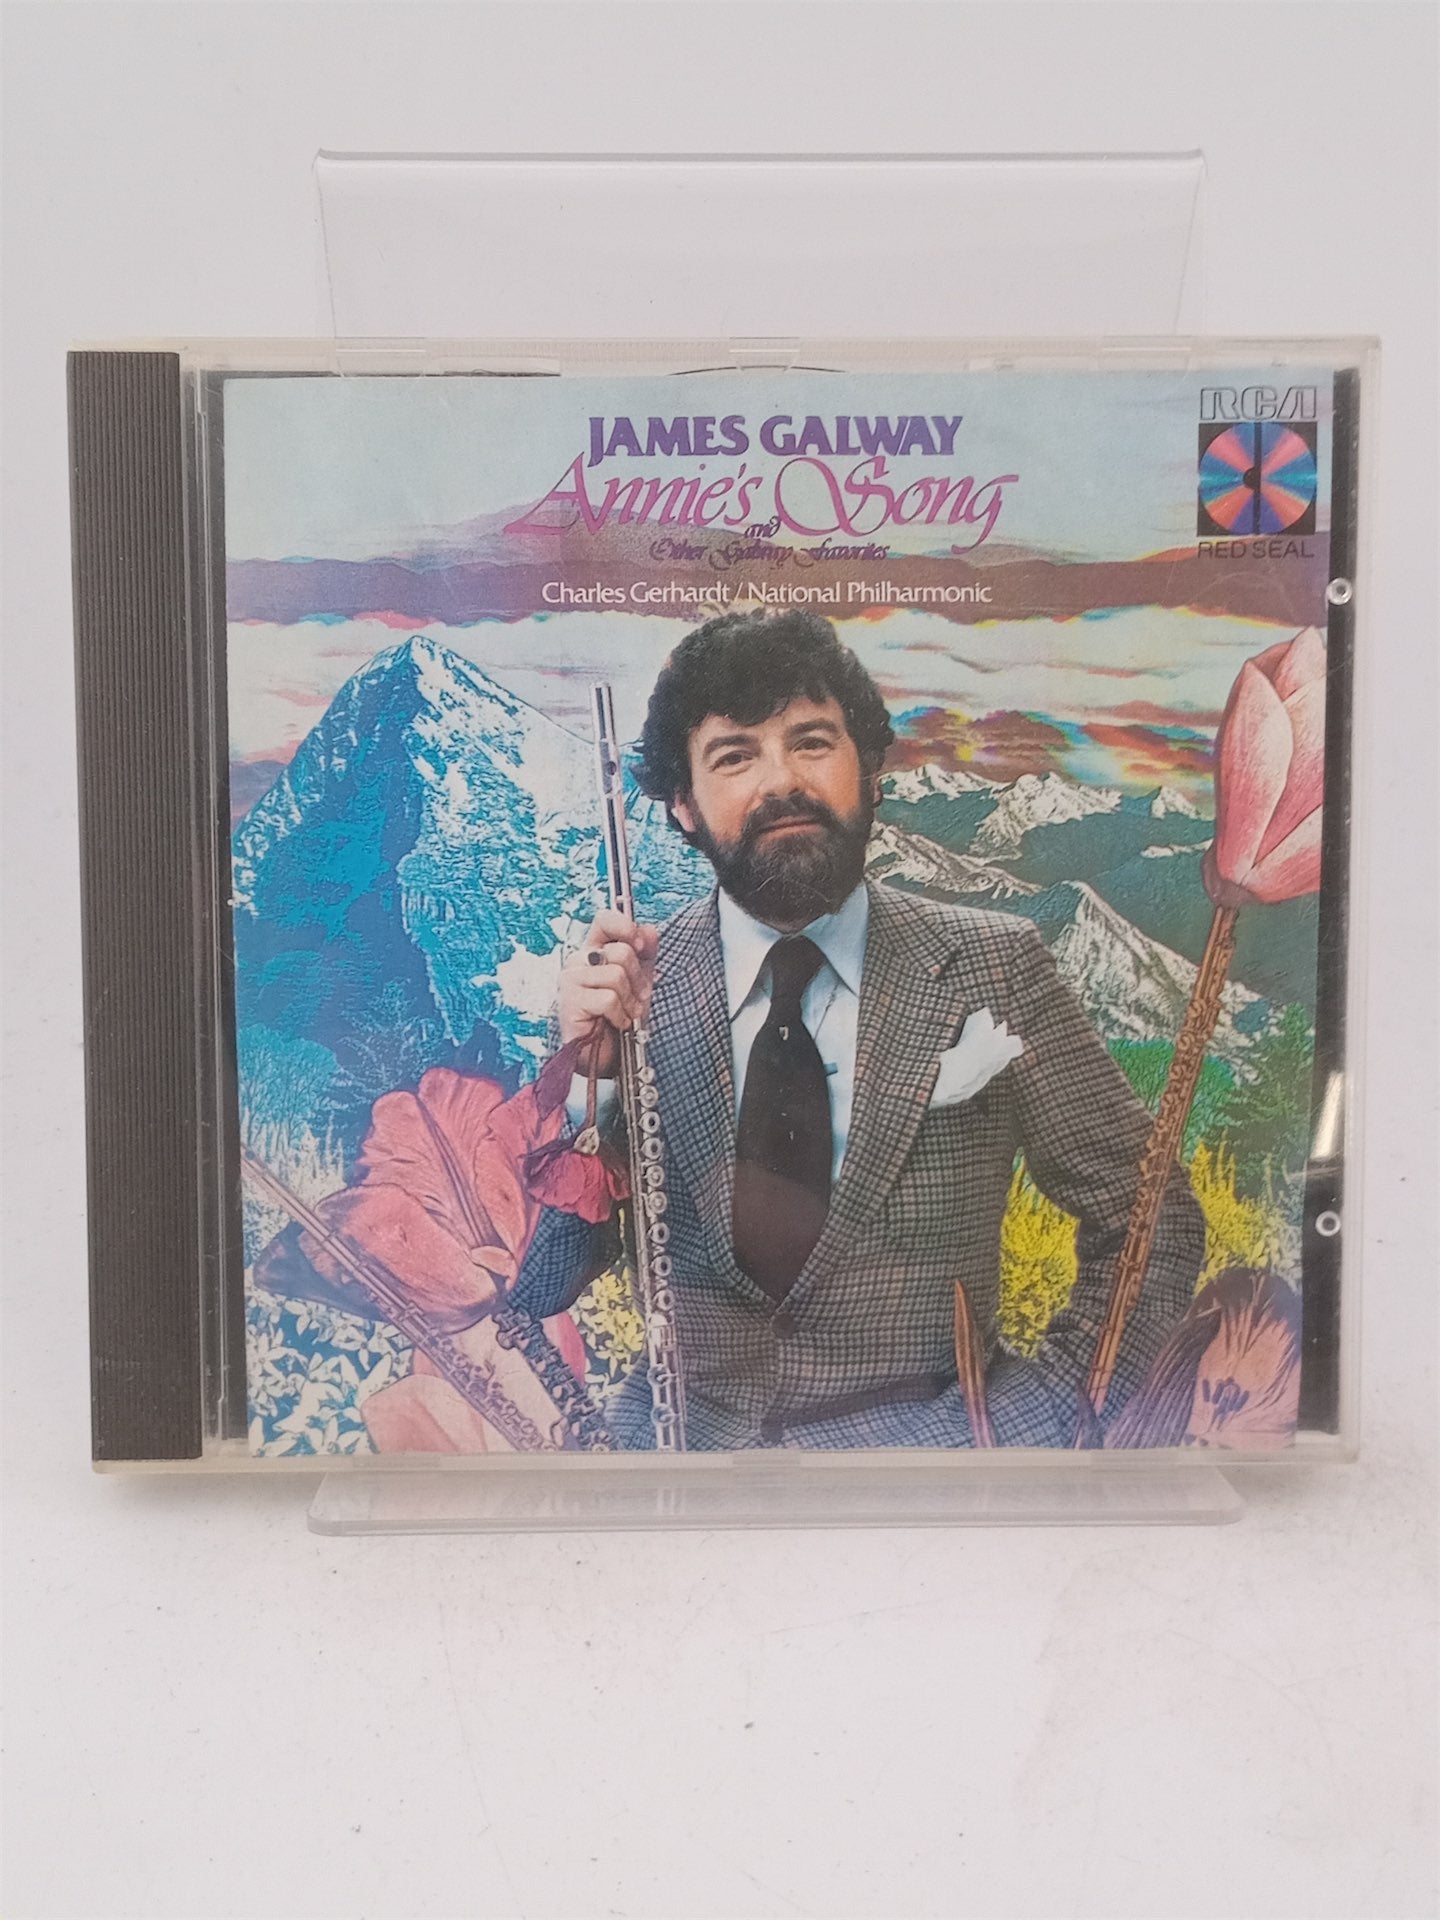 JAMES GALWAY
Annie's Song
and
Other Galway Favorites
Charles Gerhardt / National Philharmonic
RCA
RED SEAL